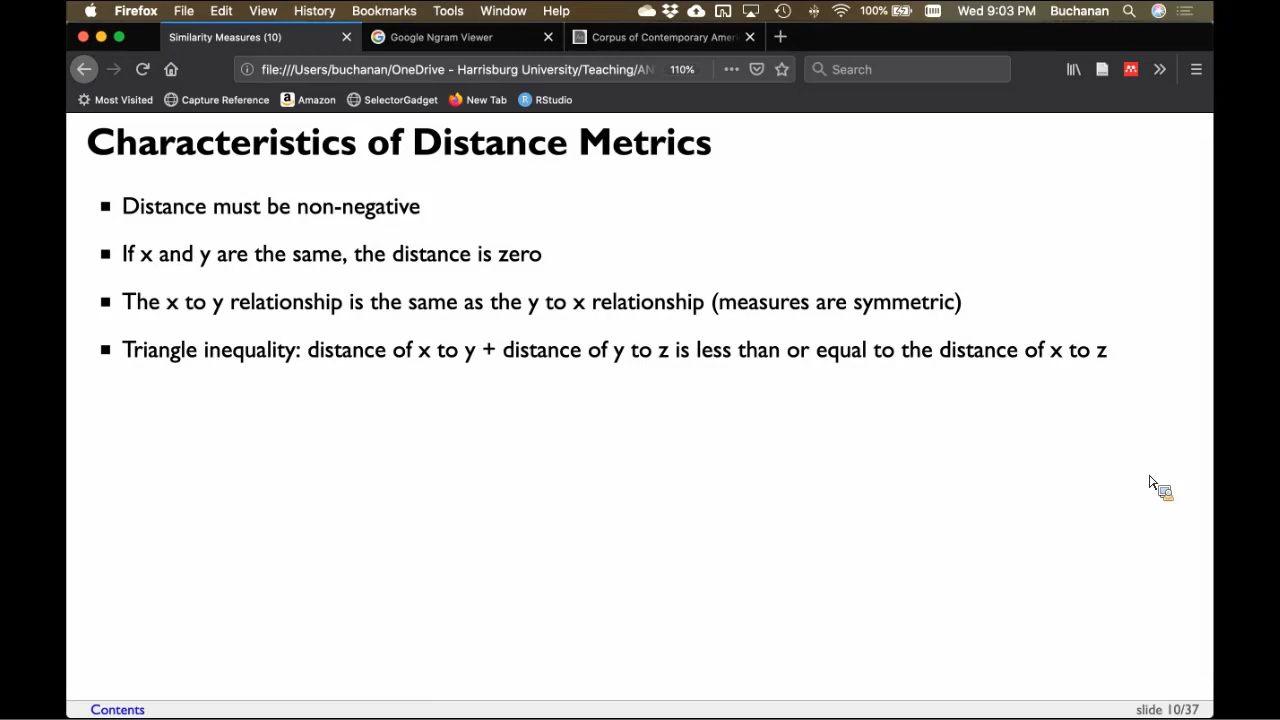 Firefox File Edit View History Bookmarks Tools Window Help 100% Wed 9:03 PM Buchanan
Similarity Measures (10) Google Ngram Viewer Corpus of Contemporary Ameri
file:///Users/buchanan/OneDrive - Harrisburg University/Teaching/AN 110% Search
Most Visited Capture Reference Amazon SelectorGadget New Tab RStudio
Characteristics of Distance Metrics
Distance must be non-negative
If x and y are the same, the distance is zero
The x to y relationship is the same as the y to x relationship (measures are symmetric)
Triangle inequality: distance of x to y + distance of y to z is less than or equal to the distance of x to z
Contents slide 10/37